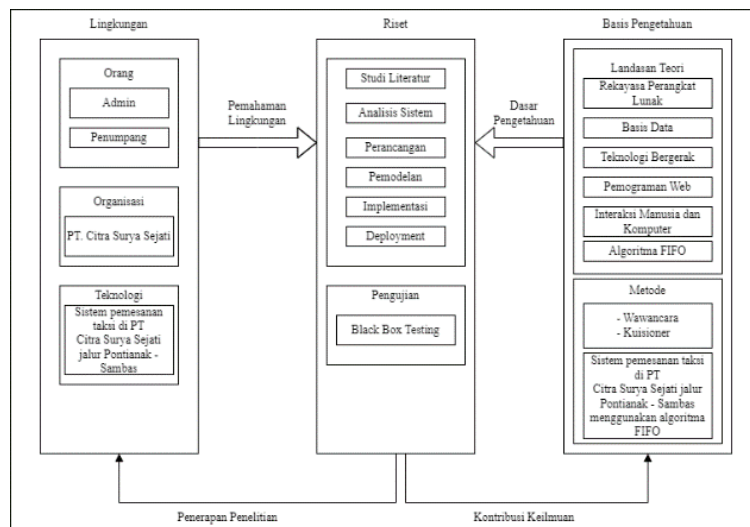 Lingkungan
Orang
Admin
Penumpang
Organisasi
PT. Citra Surya Sejati
Teknologi
Sistem pemesanan
taksi di PT
Citra Surya Sejati
jalur Pontianak -
Sambas
Pemahaman
Lingkungan
Riset
Studi Literatur
Analisis Sistem
Perancangan
Pemodelan
Implementasi
Deployment
Pengujian
Black Box Testing
Dasar
Pengetahuan
Basis Pengetahuan
Landasan Teori
Rekayasa Perangkat
Lunak
Basis Data
Teknologi Bergerak
Pemograman Web
Interaksi Manusia dan
Komputer
Algoritma FIFO
Metode
- Wawancara
- Kuisioner
Sistem pemesanan taksi
di PT
Citra Surya Sejati jalur
Pontianak - Sambas
menggunakan algoritma
FIFO
Penerapan Penelitian
Kontribusi Keilmuan